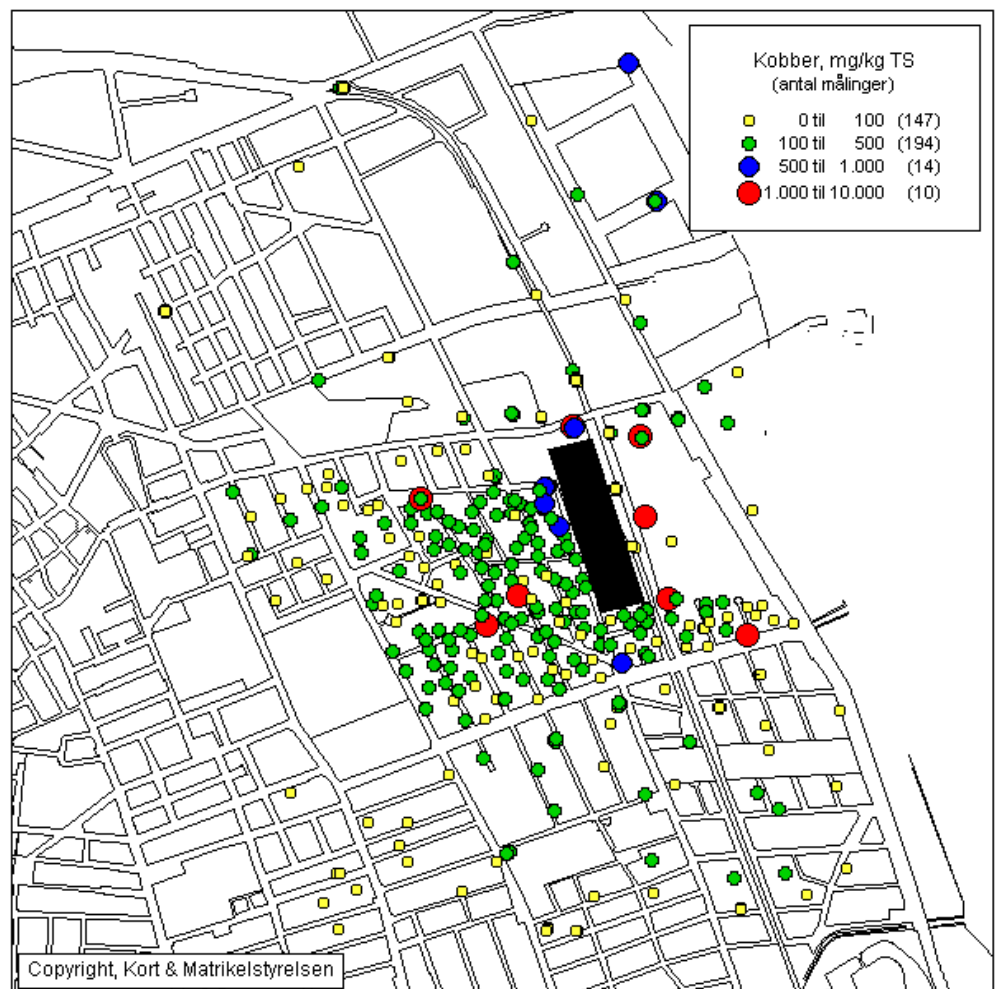 Kobber, mg/kg TS
(antal målinger)
0 til 100 (147)
100 til 500 (194)
500 til 1.000 (14)
1.000 til 10.000 (10)
Copyright, Kort & Matrikelstyrelsen